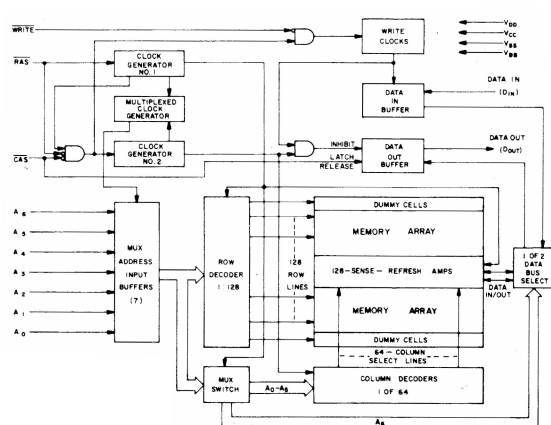 WRITE
RAS
CAS
CLOCK
GENERATOR
NO. 1
MULTIPLEXED
CLOCK
GENERATOR
CLOCK
GENERATOR
NO. 2
WRITE
CLOCKS
VDD
VCC
VSS
VBB
DATA
IN
BUFFER
DATA IN
(DIN)
INHIBIT
LATCH
RELEASE
DATA
OUT
BUFFER
DATA OUT
(DOUT)
A6
A5
A4
A3
A2
A1
A0
MUX
ADDRESS
INPUT
BUFFERS
(7)
ROW
DECODER
1 128
128
ROW
LINES
DUMMY CELLS
MEMORY ARRAY
128-SENSE-REFRESH AMPS
MEMORY ARRAY
DUMMY CELLS
DATA
IN/OUT
1 OF 2
DATA
BUS
SELECT
64-COLUMN
SELECT LINES
MUX
SWITCH
A0-A5
COLUMN DECODERS
1 OF 64
A6